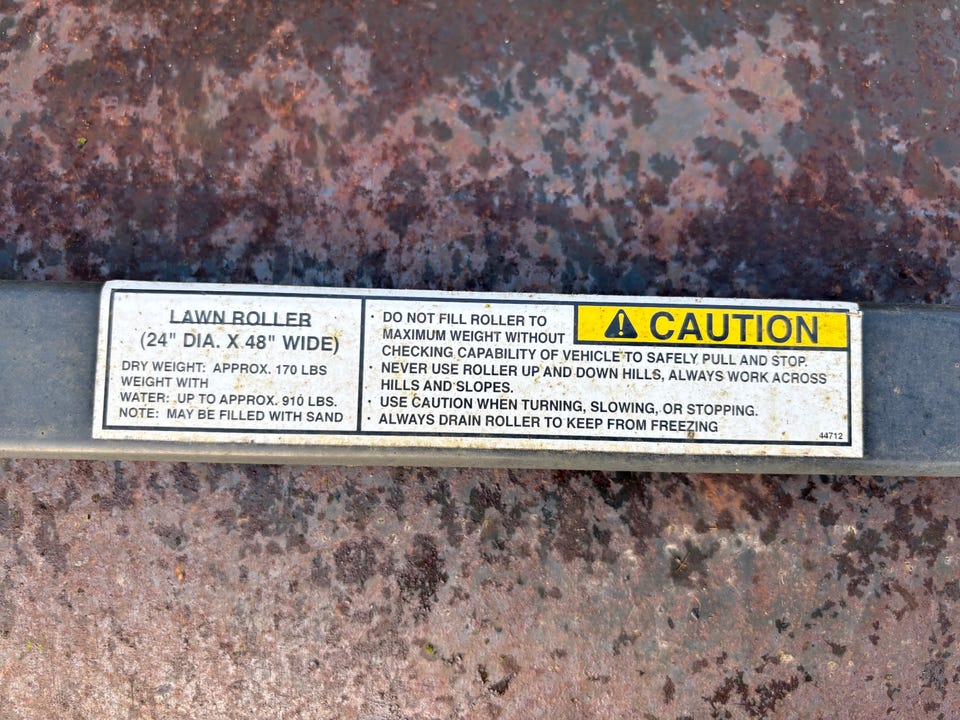 LAWN ROLLER
(24" DIA. X 48" WIDE)
DRY WEIGHT: APPROX. 170 LBS
WEIGHT WITH
WATER: UP TO APPROX. 910 LBS.
NOTE: MAY BE FILLED WITH SAND
CAUTION
• DO NOT FILL ROLLER TO
MAXIMUM WEIGHT WITHOUT
CHECKING CAPABILITY OF VEHICLE TO SAFELY PULL AND STOP.
• NEVER USE ROLLER UP AND DOWN HILLS, ALWAYS WORK ACROSS
HILLS AND SLOPES.
• USE CAUTION WHEN TURNING, SLOWING, OR STOPPING.
• ALWAYS DRAIN ROLLER TO KEEP FROM FREEZING
44712